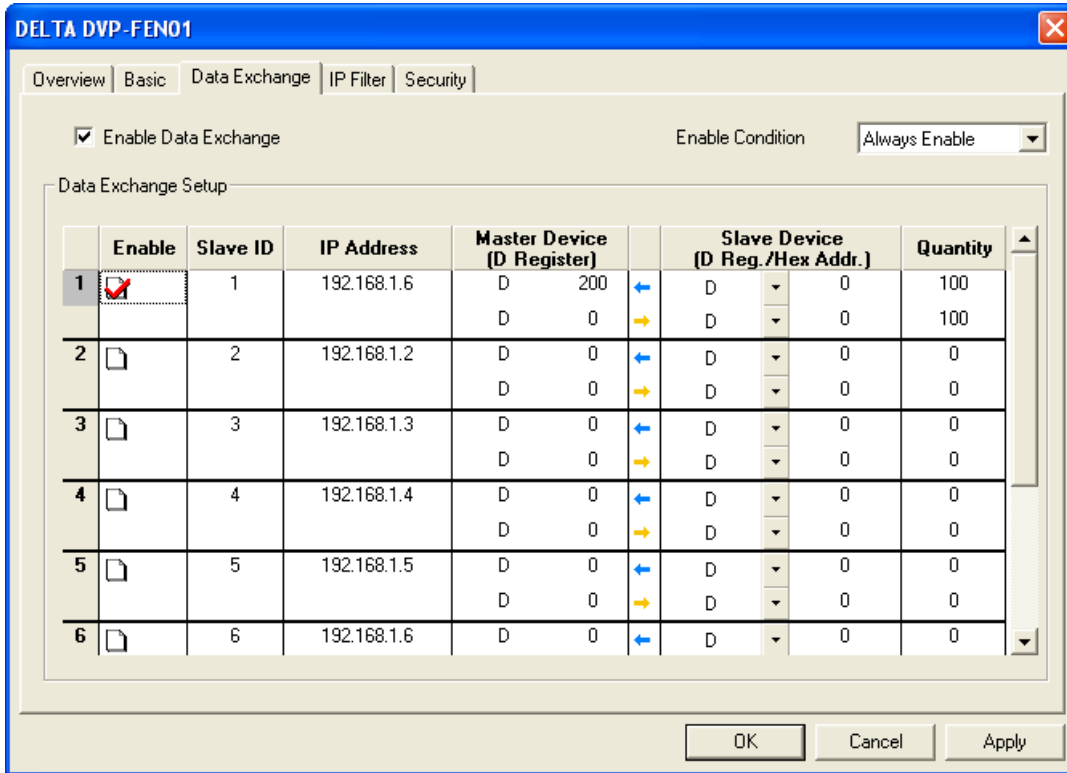 DELTA DVP-FEN01
Overview Basic Data Exchange IP Filter Security
Enable Data Exchange Enable Condition Always Enable
Data Exchange Setup
Enable Slave ID IP Address Master Device (D Register) Slave Device (D Reg./Hex Addr.) Quantity
1 1 192.168.1.6 D 200 D 0 100
D 0 D 0 100
2 2 192.168.1.2 D 0 D 0 0
D 0 D 0 0
3 3 192.168.1.3 D 0 D 0 0
D 0 D 0 0
4 4 192.168.1.4 D 0 D 0 0
D 0 D 0 0
5 5 192.168.1.5 D 0 D 0 0
D 0 D 0 0
6 6 192.168.1.6 D 0 D 0 0
OK Cancel Apply